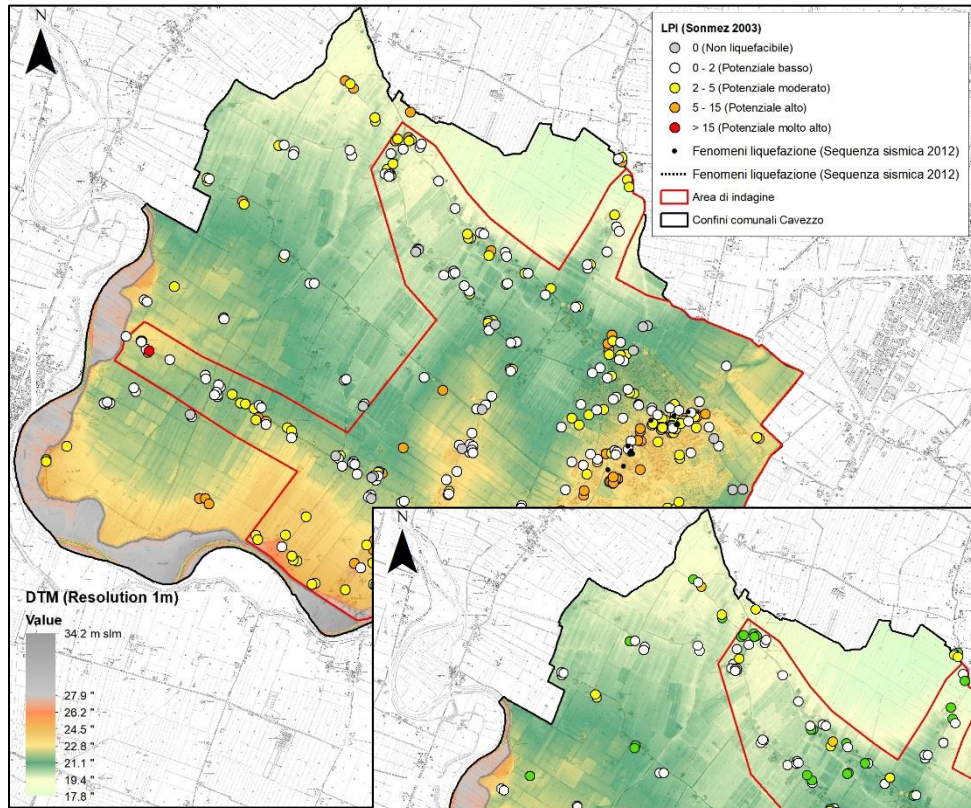 N
LPI (Sonmez 2003)
0 (Non liquefacibile)
0 - 2 (Potenziale basso)
2 - 5 (Potenziale moderato)
5 - 15 (Potenziale alto)
> 15 (Potenziale molto alto)
Fenomeni liquefazione (Sequenza sismica 2012)
Fenomeni liquefazione (Sequenza sismica 2012)
Area di indagine
Confini comunali Cavezzo
DTM (Resolution 1m)
Value
34.2 m slm
27.9 "
26.2 "
24.5 "
22.8 "
21.1 "
19.4 "
17.8 "
N